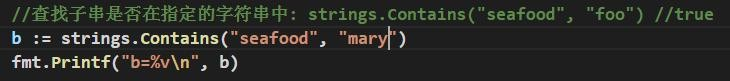 //查找子串是否在指定的字符串中: strings.Contains("seafood", "foo") //true
b := strings.Contains("seafood", "mary")
fmt.Printf("b=%v\n", b)